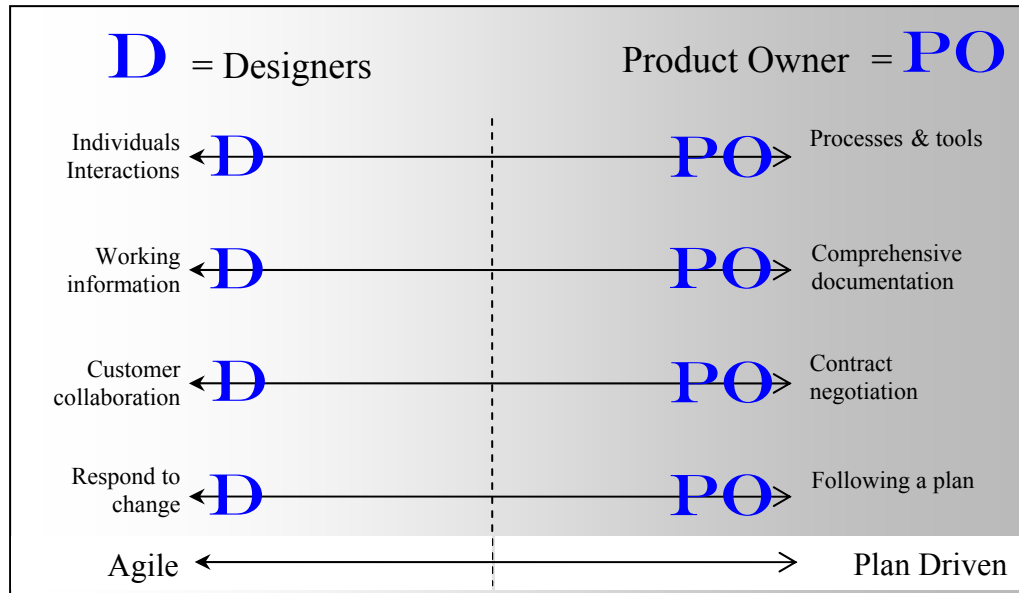 D = Designers
Product Owner = PO
Individuals
Interactions
D
PO
Processes & tools
Working
information
D
PO
Comprehensive
documentation
Customer
collaboration
D
PO
Contract
negotiation
Respond to
change
D
PO
Following a plan
Agile
Plan Driven